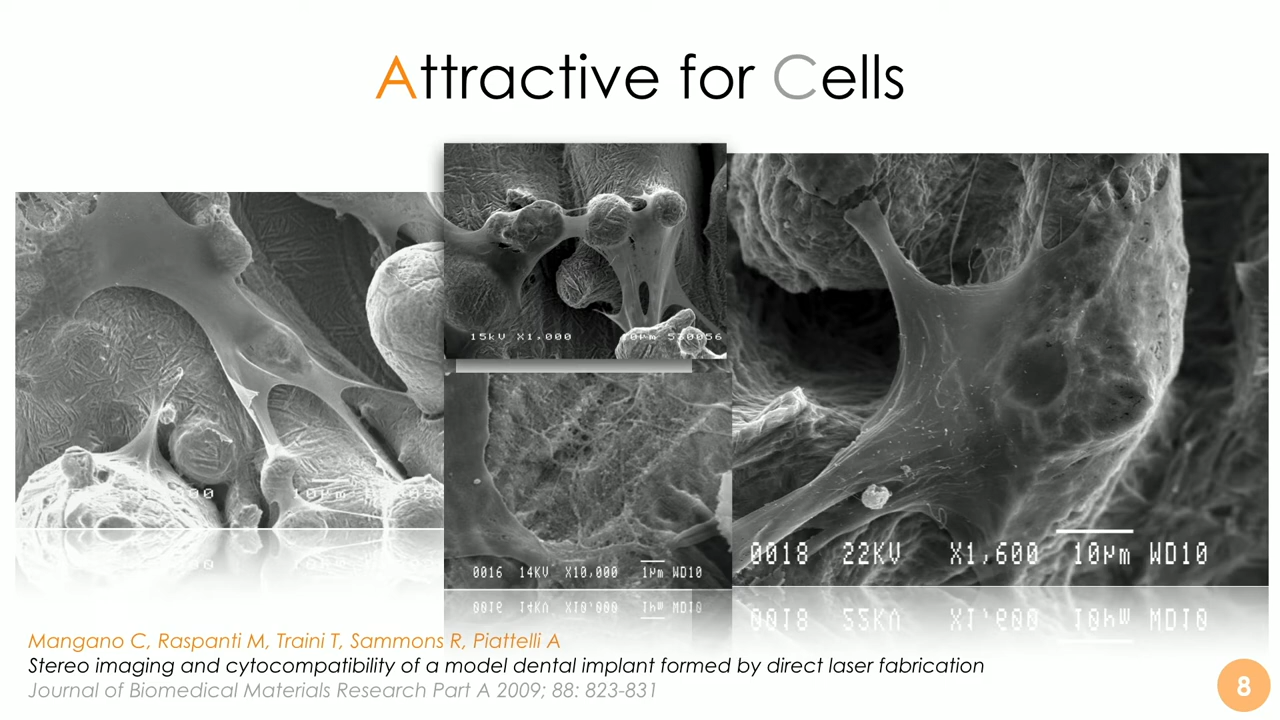 Attractive for Cells
15kV X1,000 10µm
0016 14KV X10,000 1µm WD10
0018 22KV X1,600 10µm WD10
Mangano C, Raspanti M, Traini T, Sammons R, Piattelli A
Stereo imaging and cytocompatibility of a model dental implant formed by direct laser fabrication
Journal of Biomedical Materials Research Part A 2009; 88: 823-831
8